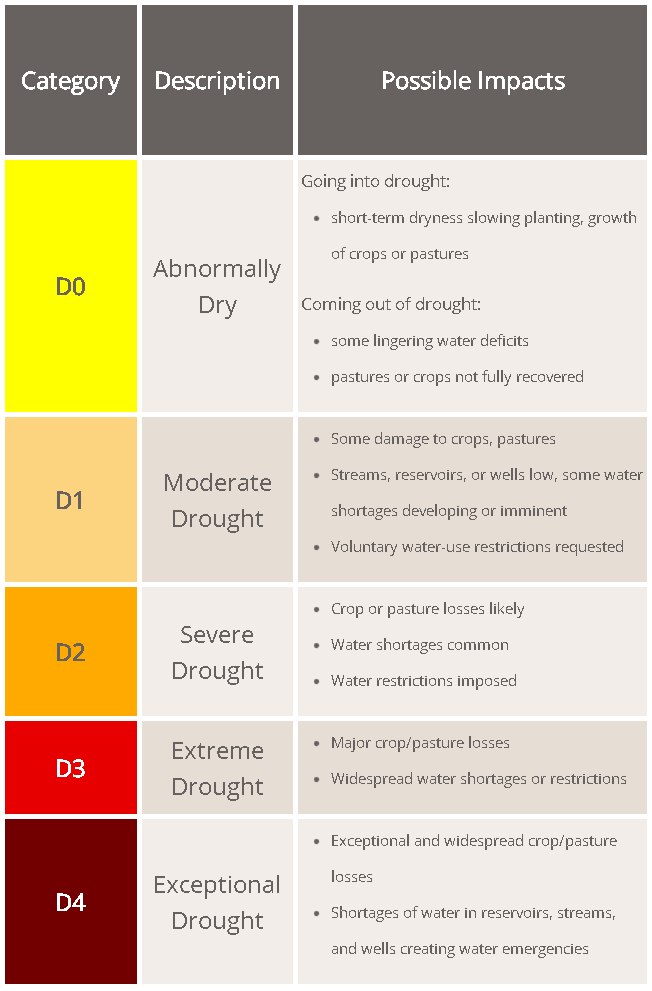 Category Description Possible Impacts
D0
Abnormally
Dry
Going into drought:
• short-term dryness slowing planting, growth
of crops or pastures
Coming out of drought:
• some lingering water deficits
• pastures or crops not fully recovered
D1
Moderate
Drought
• Some damage to crops, pastures
• Streams, reservoirs, or wells low, some water
shortages developing or imminent
• Voluntary water-use restrictions requested
D2
Severe
Drought
• Crop or pasture losses likely
• Water shortages common
• Water restrictions imposed
D3
Extreme
Drought
• Major crop/pasture losses
• Widespread water shortages or restrictions
D4
Exceptional
Drought
• Exceptional and widespread crop/pasture
losses
• Shortages of water in reservoirs, streams,
and wells creating water emergencies